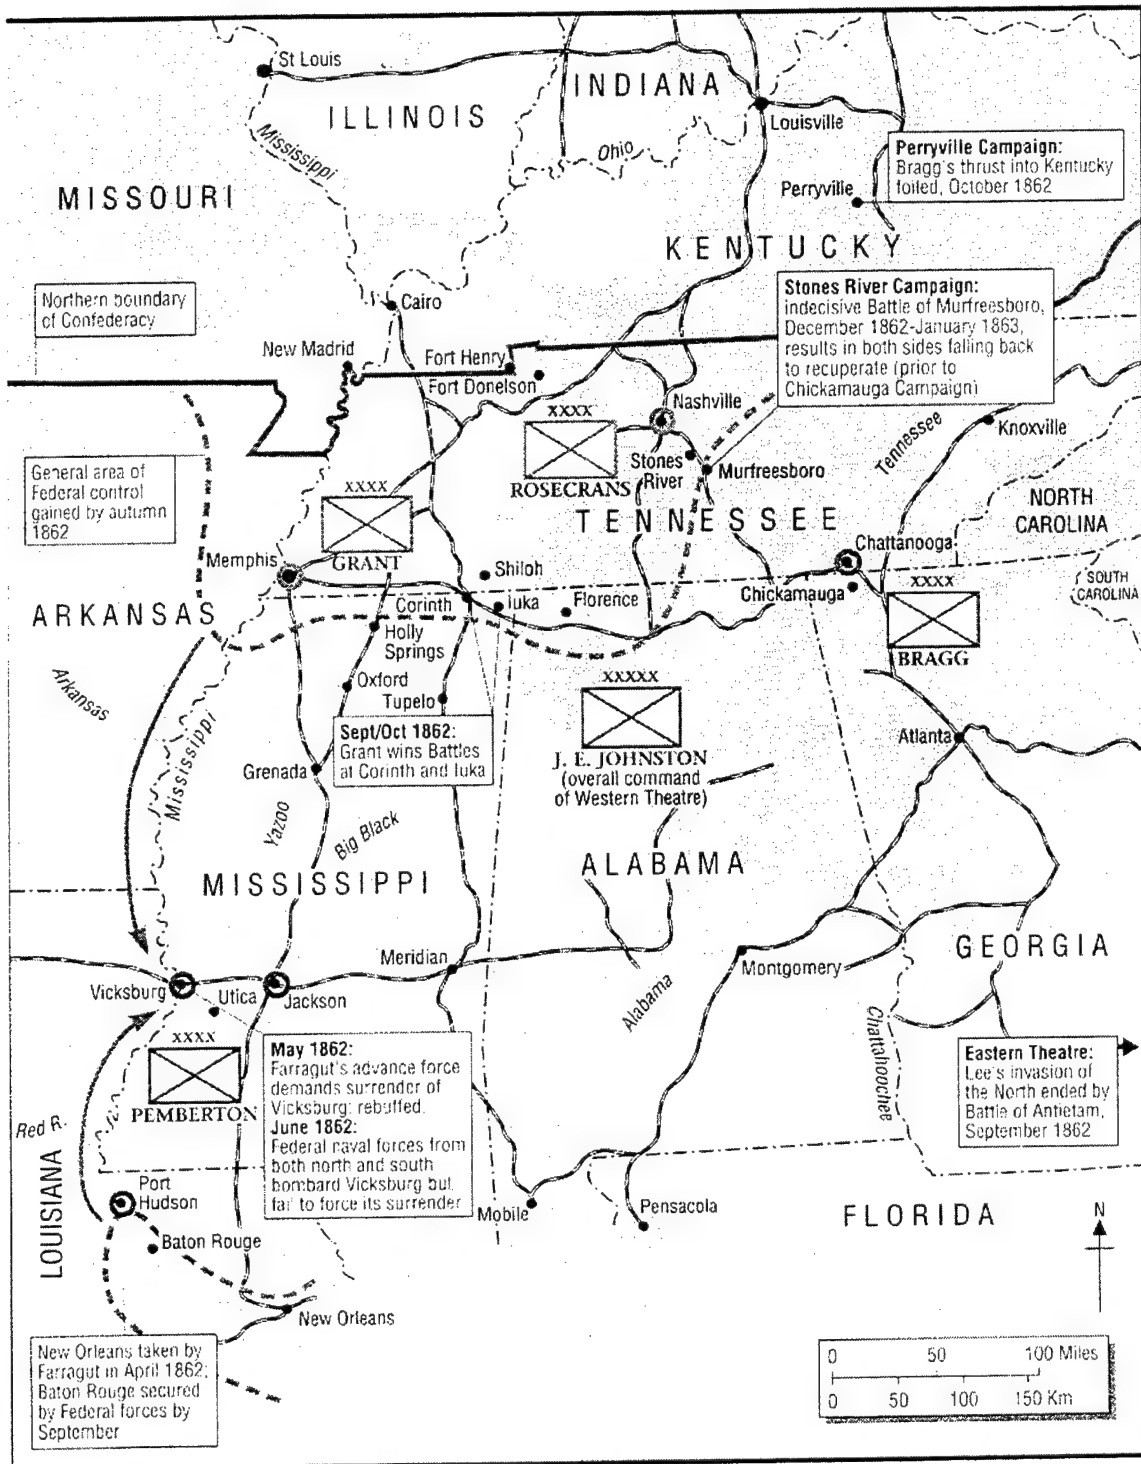 St Louis
INDIANA
ILLINOIS
Louisville
Mississippi
Ohio
Perryville Campaign:
Bragg's thrust into Kentucky
foiled, October 1862
Perryville
MISSOURI
KENTUCKY
Northern boundary
of Confederacy
Cairo
Stones River Campaign:
indecisive Battle of Murfreesboro,
December 1862-January 1863,
results in both sides falling back
to recuperate (prior to
Chickamauga Campaign)
New Madrid
Fort Henry
Fort Donelson
Nashville
XXXX
ROSECRANS
Stones
River
Murfreesboro
Tennessee
Knoxville
General area of
Federal control
gained by autumn
1862
XXXX
GRANT
TENNESSEE
NORTH
CAROLINA
Memphis
Shiloh
Chattanooga
Chickamauga
SOUTH
CAROLINA
ARKANSAS
Corinth
Iuka
Florence
XXXX
BRAGG
Holly
Springs
Arkansas
Oxford
Tupelo
XXXXX
J. E. JOHNSTON
(overall command
of Western Theatre)
Sept/Oct 1862:
Grant wins Battles
at Corinth and Iuka
Atlanta
Mississippi
Grenada
Yazoo
Big Black
ALABAMA
MISSISSIPPI
GEORGIA
Meridian
Montgomery
Vicksburg
Utica
Jackson
Alabama
Chattahoochee
XXXX
PEMBERTON
May 1862:
Farragut's advance force
demands surrender of
Vicksburg: rebuffed.
June 1862:
Federal naval forces from
both north and south
bombard Vicksburg but
fail to force its surrender
Eastern Theatre:
Lee's invasion of
the North ended by
Battle of Antietam,
September 1862
Red R.
LOUISIANA
Port
Hudson
Mobile
Pensacola
FLORIDA
N
Baton Rouge
New Orleans
New Orleans taken by
Farragut in April 1862;
Baton Rouge secured
by Federal forces by
September
0 50 100 Miles
0 50 100 150 Km